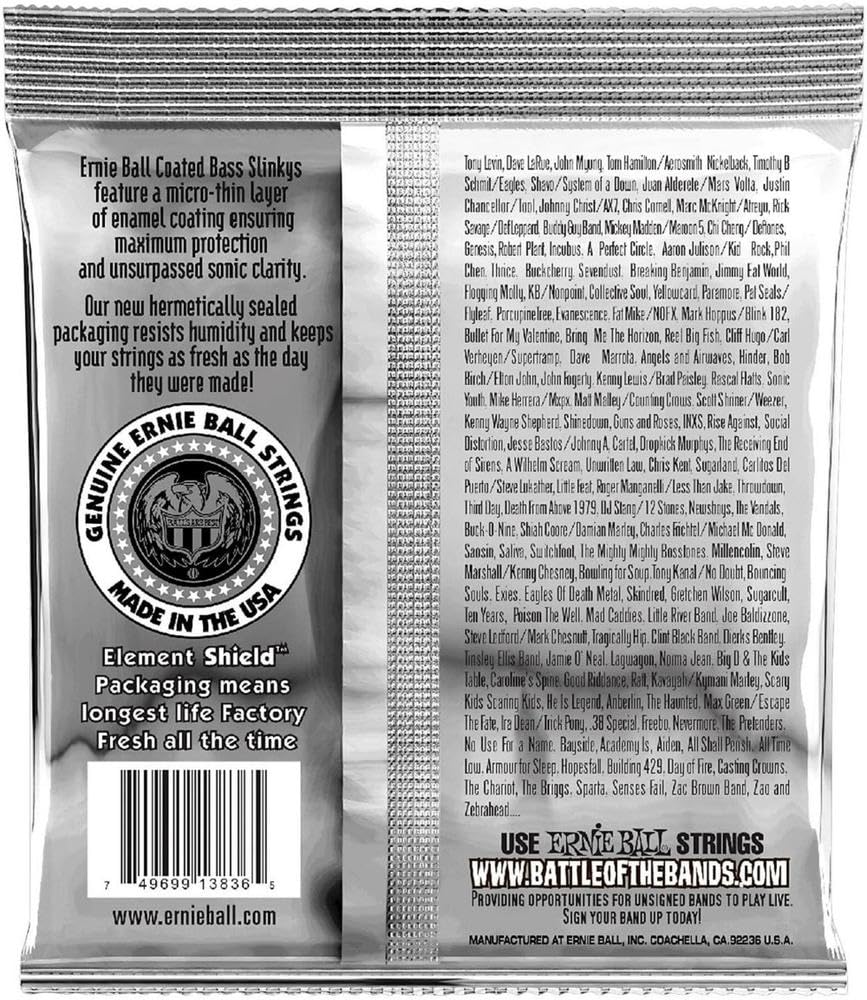 Ernie Ball Coated Bass Slinkys
feature a micro-thin layer
of enamel coating ensuring
maximum protection
and unsurpassed sonic clarity.
Our new hermetically sealed
packaging resists humidity and keeps
your strings as fresh as the day
they were made!
GENUINE ERNIE BALL STRINGS
MADE IN THE USA
Element Shield™
Packaging means
longest life Factory
Fresh all the time
7 49699 13836 5
www.ernieball.com
Tony Levin, Dave LaRue, John Myung, Tom Hamilton/Aerosmith Nickelback, Timothy B
Schmit/Eagles, Shavo/System of a Down, Juan Alderete/Mars Volta, Justin
Chancellor/Tool, Johnny Christ/AX7, Chris Cornell, Marc McKnight/Atreyu, Rick
Savage/DefLeppard, Buddy Guy Band, Mickey Madden/Maroon 5, Chi Cheng/Deftones,
Genesis, Robert Plant, Incubus, A Perfect Circle, Aaron Julison/Kid Rock, Phil
Chen, Thrice, Buckcherry, Sevendust, Breaking Benjamin, Jimmy Eat World,
Flogging Molly, KB/Nonpoint, Collective Soul, Yellowcard, Paramore, Pat Seals/
Flyleaf, Porcupine Tree, Evanescence, Fat Mike/NOFX, Mark Hoppus/Blink 182,
Bullet For My Valentine, Bring Me The Horizon, Reel Big Fish, Cliff Hugo/Carl
Verheyen/Supertramp, Dave Marrota, Angels and Airwaves, Hinder, Bob
Birch/Elton John, John Fogerty, Kenny Lewis/Brad Paisley, Rascal Flatts, Sonic
Youth, Mike Herrera/Mxpx, Matt Malley/Counting Crows, Scott Shriner/Weezer,
Kenny Wayne Shepherd, Shinedown, Guns and Roses, INXS, Rise Against, Social
Distortion, Jesse Bastos/Johnny A, Cartel, Dropkick Murphys, The Receiving End
of Sirens, A Wilhelm Scream, Unwritten Law, Chris Kent, Sugarland, Carlitos Del
Puerto/Steve Lukather, Little Feat, Roger Manganelli/Less Than Jake, Throwdown,
Third Day, Death from Above 1979, DJ Stang/12 Stones, Newsboys, the Vandals,
Buck-O-Nine, Shiah Coore/Damian Marley, Charles Frichtel/Michael Mc Donald,
Saosin, Saliva, Switchfoot, The Mighty Mighty Bosstones, Millencolin, Steve
Marshall/Kenny Chesney, Bowling for Soup, Tony Kanal/No Doubt, Bouncing
Souls, Exies, Eagles Of Death Metal, Skindred, Gretchen Wilson, Sugarcult,
Ten Years, Poison The Well, Mad Caddies, Little River Band, Joe Baldizzone,
Steve Ledford/Mark Chesnutt, Tragically Hip, Clint Black Band, Dierks Bentley,
Tinsley Ellis Band, Jamie O' Neal, Lagwagon, Norma Jean, Big D & The Kids
Table, Caroline's Spine, Good Riddance, Ratt, Kavayah/Kymani Marley, Scary
Kids Scaring Kids, He Is Legend, Anberlin, The Haunted, Max Green/Escape
The Fate, Ira Dean/Trick Pony, .38 Special, Freebo, Nevermore, The Pretenders,
No Use For a Name, Bayside, Academy Is, Aiden, All Shall Perish, All Time
Low, Armour for Sleep, Hopesfall, Building 429, Day of Fire, Casting Crowns,
The Chariot, The Briggs, Sparta, Senses Fail, Zac Brown Band, Zao and
Zebrahead....
USE ERNIE BALL STRINGS
WWW.BATTLEOFTHEBANDS.COM
PROVIDING OPPORTUNITIES FOR UNSIGNED BANDS TO PLAY LIVE.
SIGN YOUR BAND UP TODAY!
MANUFACTURED AT ERNIE BALL, INC. COACHELLA, CA 92236 U.S.A.